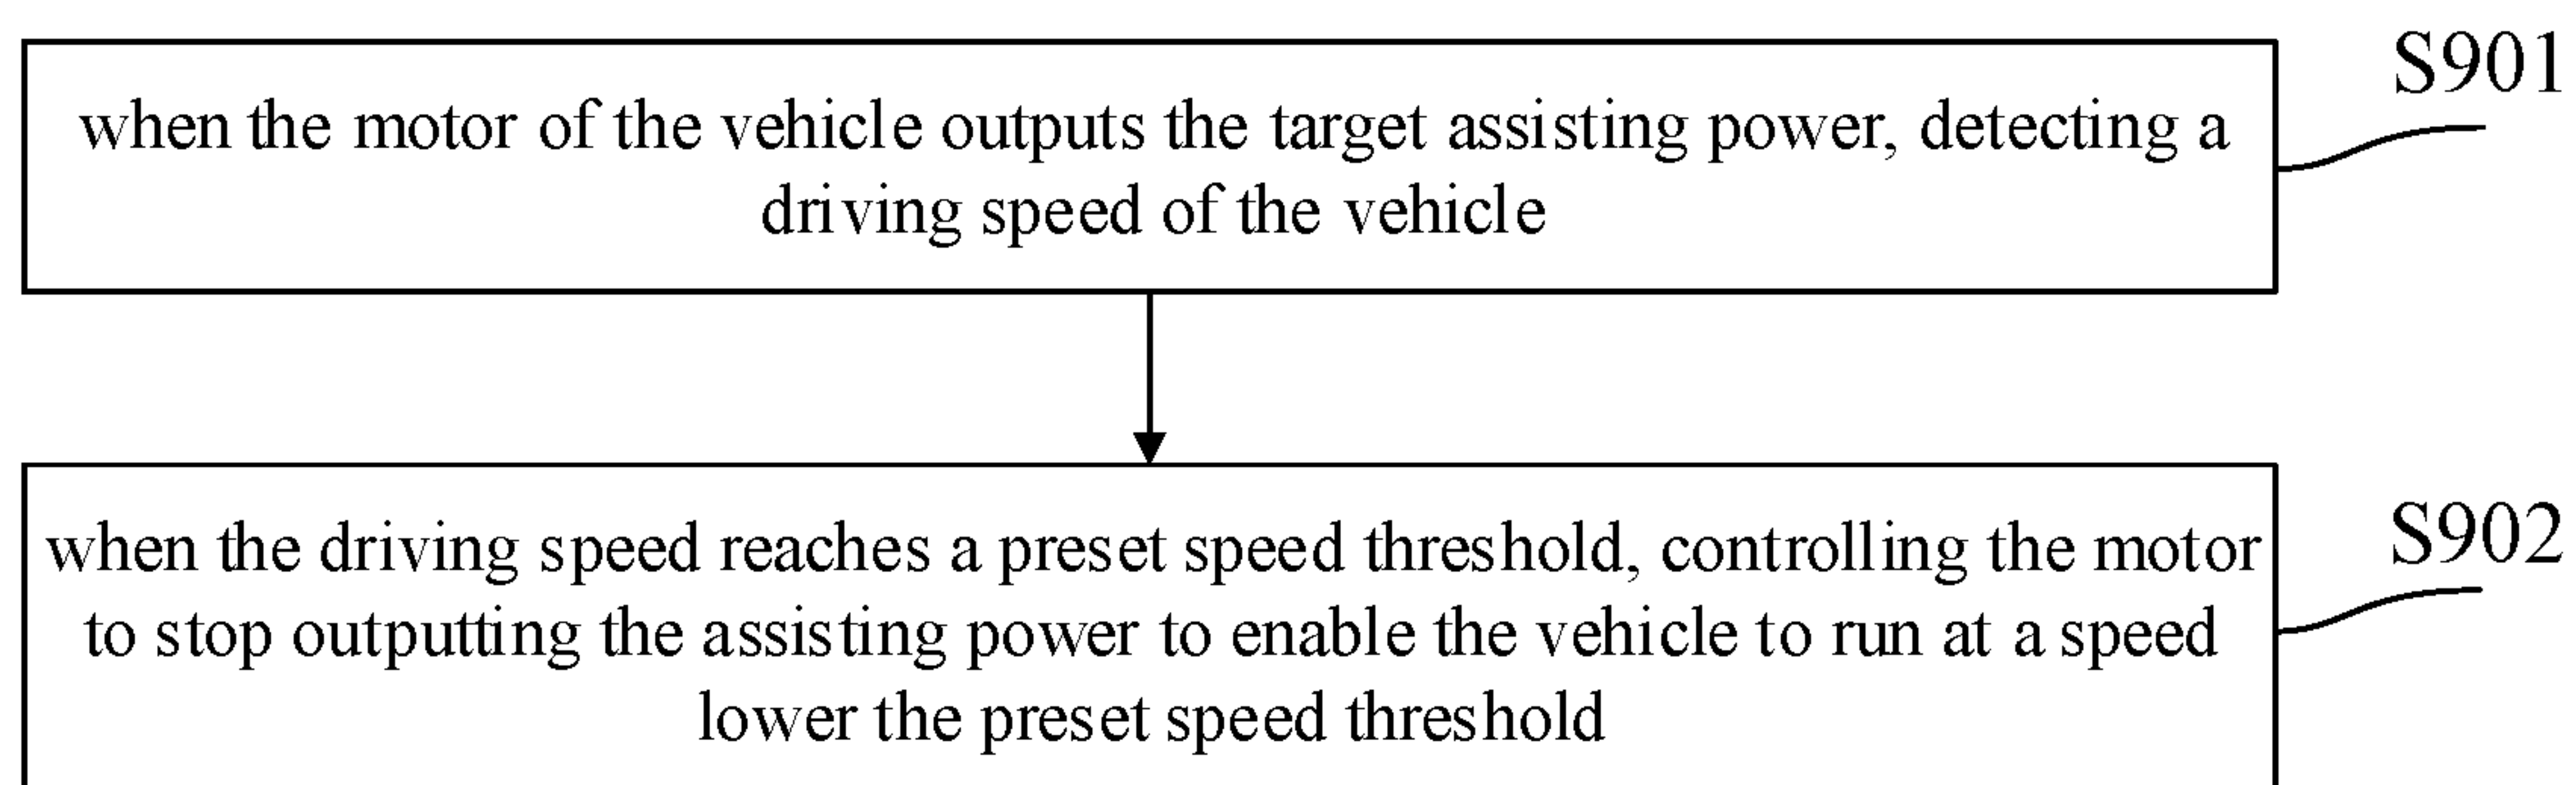 S901
when the motor of the vehicle outputs the target assisting power, detecting a
driving speed of the vehicle
S902
when the driving speed reaches a preset speed threshold, controlling the motor
to stop outputting the assisting power to enable the vehicle to run at a speed
lower the preset speed threshold